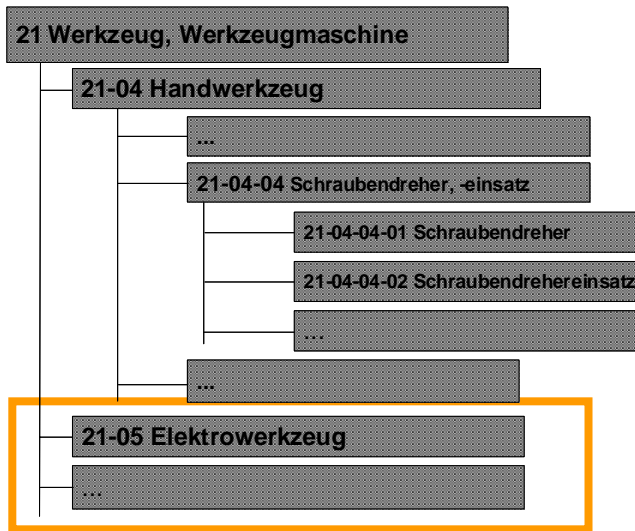 21 Werkzeug, Werkzeugmaschine
21-04 Handwerkzeug
...
21-04-04 Schraubendreher, -einsatz
21-04-04-01 Schraubendreher
21-04-04-02 Schraubendrehereinsatz
...
...
21-05 Elektrowerkzeug
...